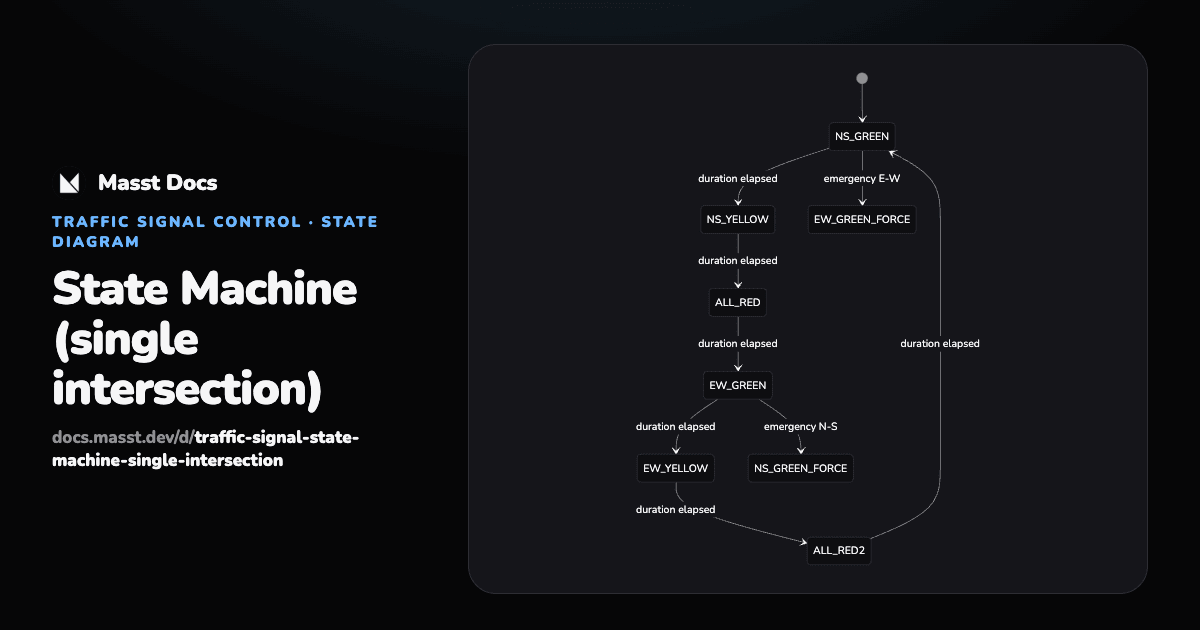 Masst Docs
TRAFFIC SIGNAL CONTROL · STATE
DIAGRAM
State Machine
(single
intersection)
docs.masst.dev/d/traffic-signal-state-
machine-single-intersection
NS_GREEN
duration elapsed
emergency E-W
NS_YELLOW
EW_GREEN_FORCE
duration elapsed
ALL_RED
duration elapsed
duration elapsed
EW_GREEN
duration elapsed
emergency N-S
EW_YELLOW
NS_GREEN_FORCE
duration elapsed
ALL_RED2